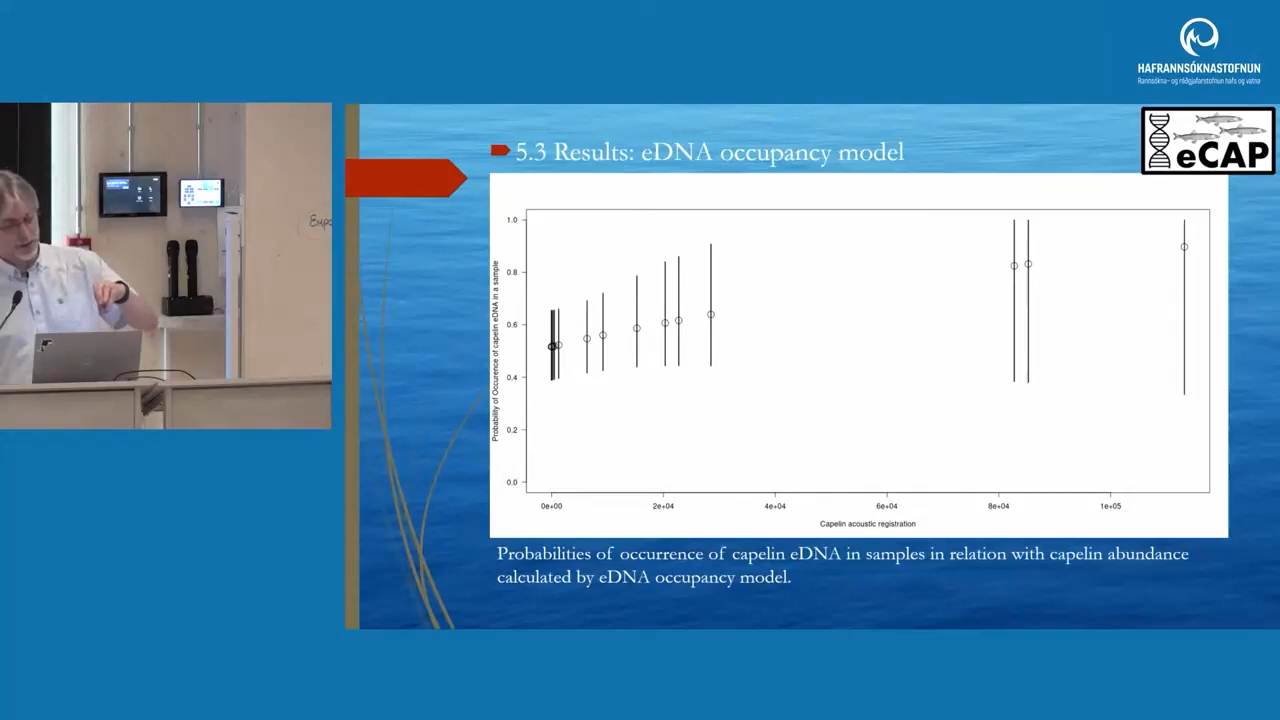 HAFRANNSÓKNASTOFNUN
Rannsókna- og ráðgjafarstofnun hafs og vatna
eCAP
5.3 Results: eDNA occupancy model
Probability of Occurence of capelin eDNA in a sample
1.0
0.8
0.6
0.4
0.2
0.0
0e+00 2e+04 4e+04 6e+04 8e+04 1e+05
Capelin acoustic registration
Probabilities of occurrence of capelin eDNA in samples in relation with capelin abundance
calculated by eDNA occupancy model.